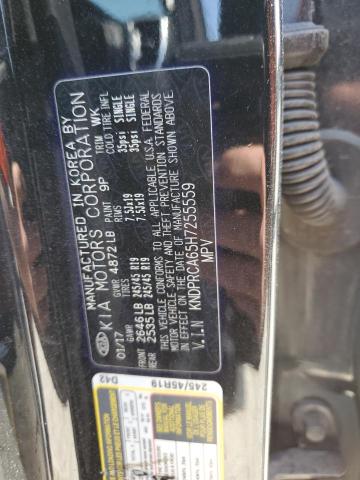 MANUFACTURED IN KOREA BY
KIA MOTORS CORPORATION
01/17 PAINT 9P TRIM WK
GVWR 4872LB
GAWR TIRES RIMS COLD TIRE INFL
FRONT 2646LB 245/45 R19 7.5Jx19 35psi SINGLE
REAR 2535LB 245/45 R19 7.5Jx19 35psi SINGLE
THIS VEHICLE CONFORMS TO ALL APPLICABLE U.S.A. FEDERAL
MOTOR VEHICLE SAFETY AND THEFT PREVENTION STANDARDS
IN EFFECT ON THE DATE OF MANUFACTURE SHOWN ABOVE.
V.I.N KNDPRCA65H7255559
MPV
D42
245/45R19